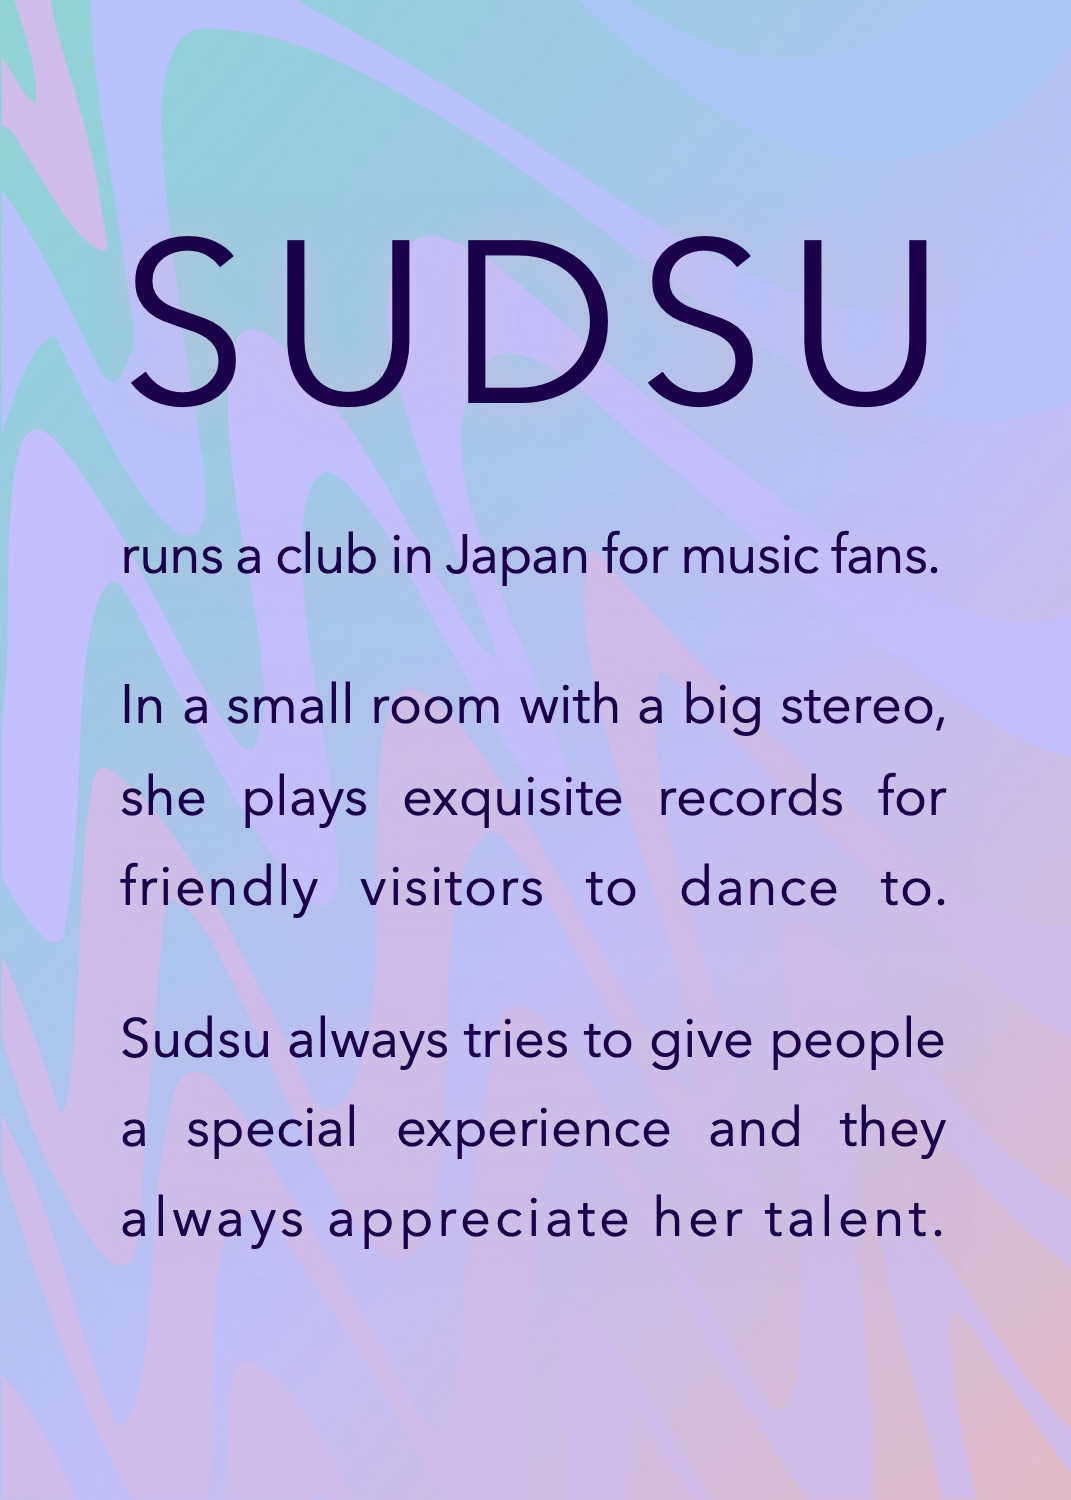 SUDSU
runs a club in Japan for music fans.
In a small room with a big stereo,
she plays exquisite records for
friendly visitors to dance to.
Sudsu always tries to give people
a special experience and they
always appreciate her talent.